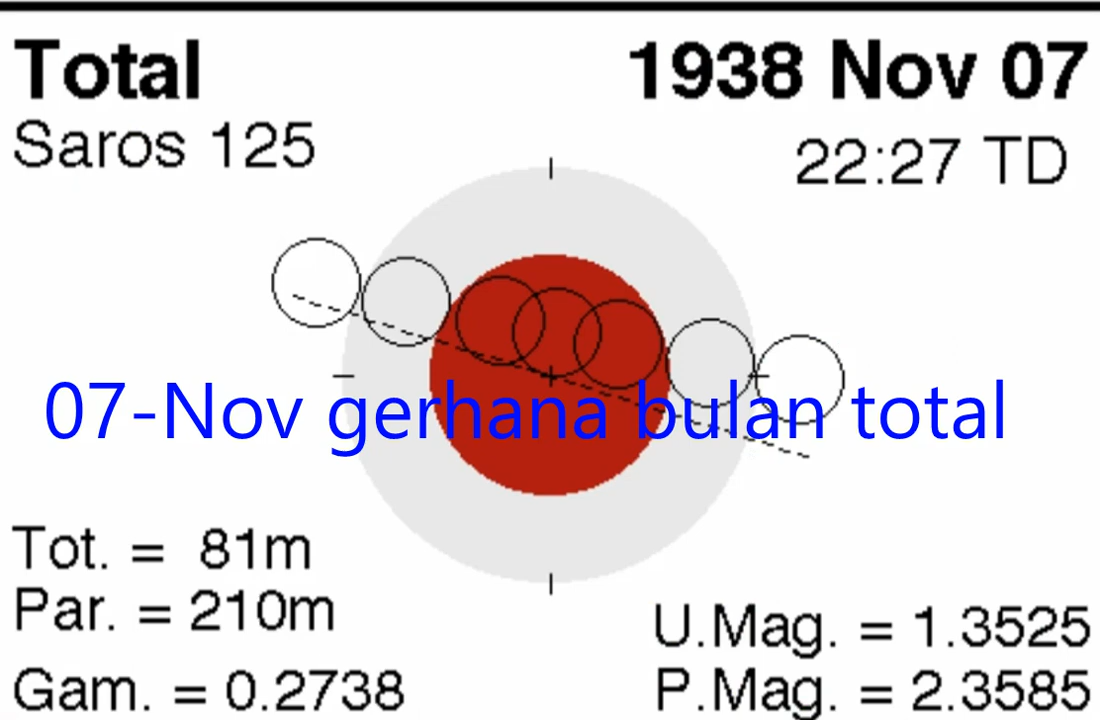 Total
1938 Nov 07
Saros 125
22:27 TD
07-Nov gerhana bulan total
Tot. = 81m
Par. = 210m
Gam. = 0.2738
U.Mag. = 1.3525
P.Mag. = 2.3585